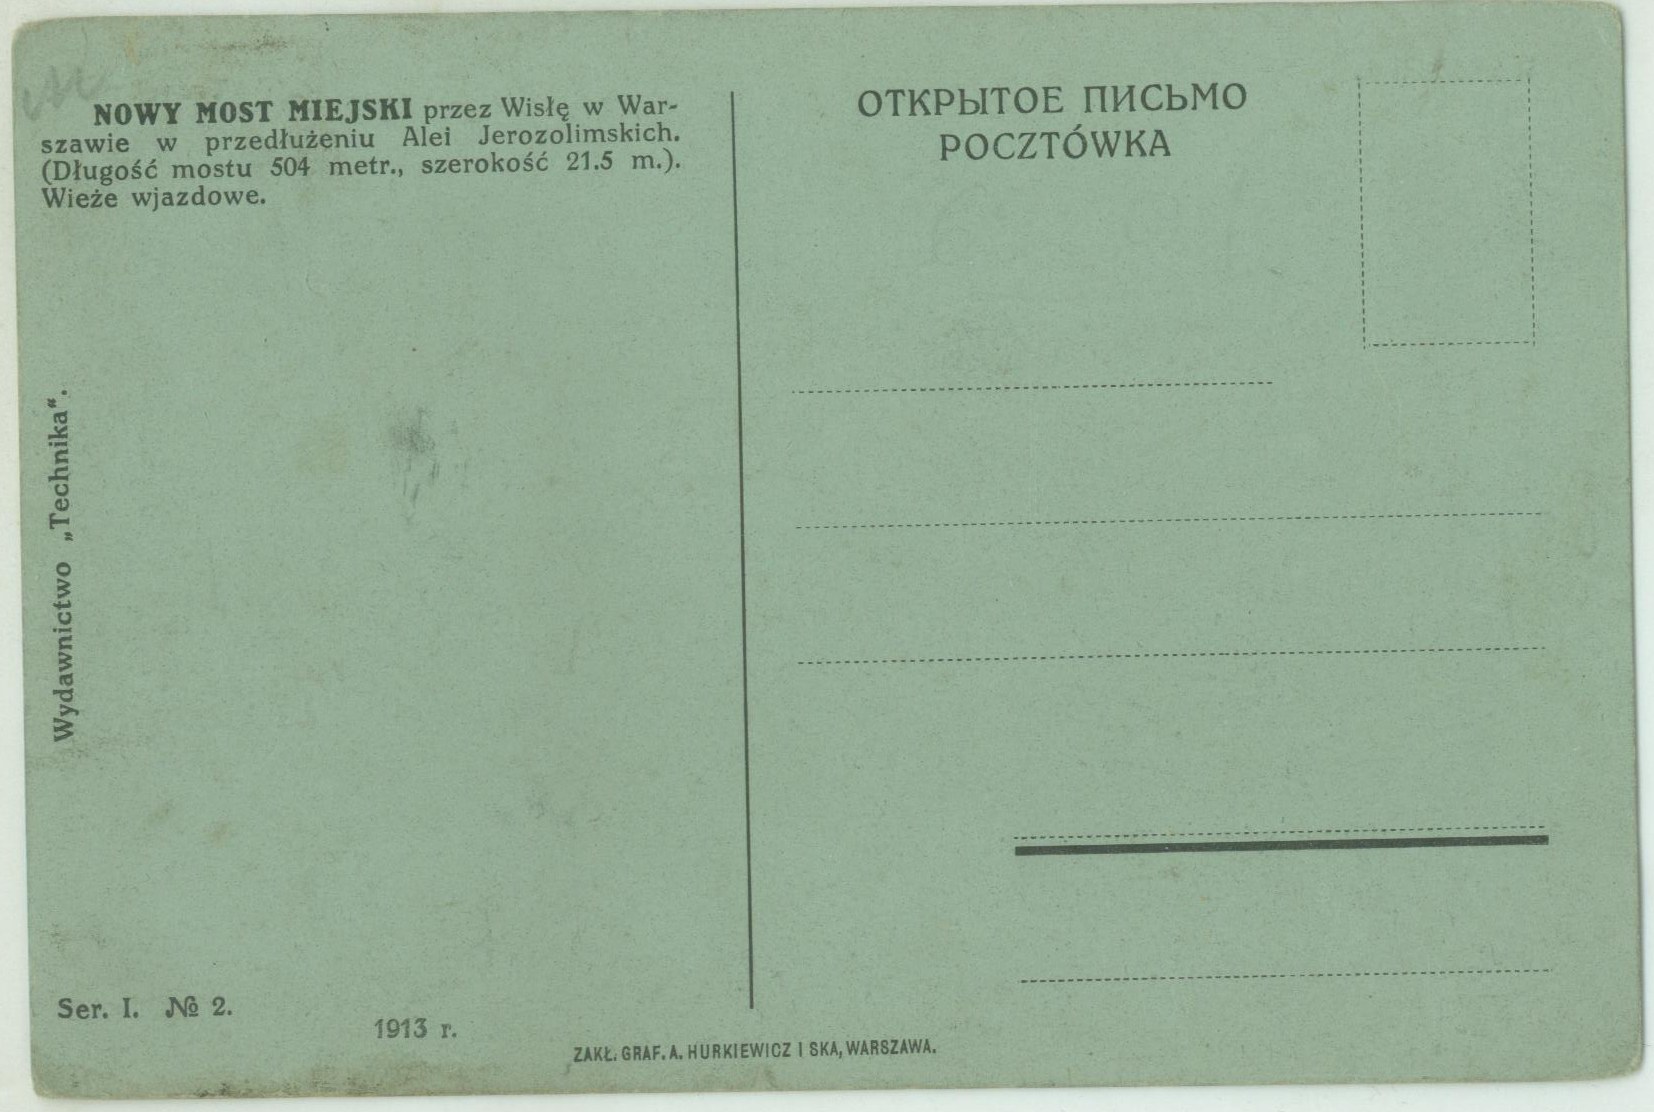 NOWY MOST MIEJSKI przez Wisłę w War-
szawie w przedłużeniu Alei Jerozolimskich.
(Długość mostu 504 metr., szerokość 21.5 m.).
Wieże wjazdowe.
Wydawnictwo „Technika“.
Ser. I. № 2.
1913 r.
ZAKŁ. GRAF. A. HURKIEWICZ I SKA, WARSZAWA.
ОТКРЫТОЕ ПИСЬМО
POCZTÓWKA